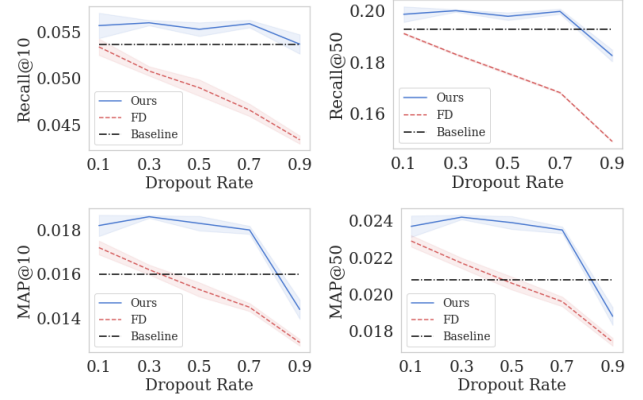 Recall@10
0.055
0.050
0.045
Ours
FD
Baseline
0.1 0.3 0.5 0.7 0.9
Dropout Rate
Recall@50
0.20
0.18
0.16
Ours
FD
Baseline
0.1 0.3 0.5 0.7 0.9
Dropout Rate
MAP@10
0.018
0.016
0.014
Ours
FD
Baseline
0.1 0.3 0.5 0.7 0.9
Dropout Rate
MAP@50
0.024
0.022
0.020
0.018
Ours
FD
Baseline
0.1 0.3 0.5 0.7 0.9
Dropout Rate